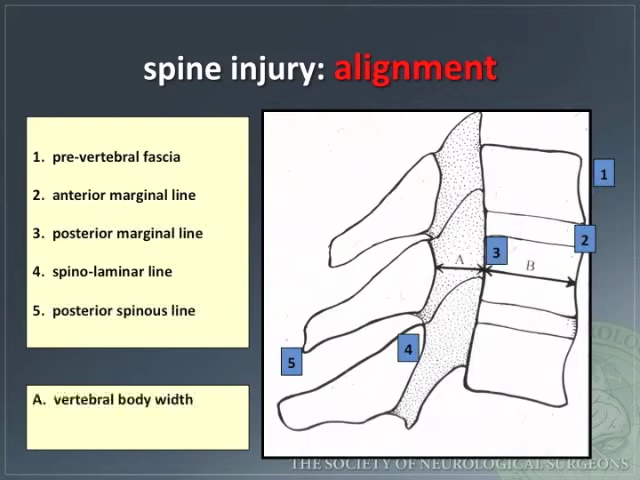 spine injury: alignment
1. pre-vertebral fascia
2. anterior marginal line
3. posterior marginal line
4. spino-laminar line
5. posterior spinous line
A. vertebral body width
1
2
3
A
B
4
5
THE SOCIETY OF NEUROLOGICAL SURGEONS